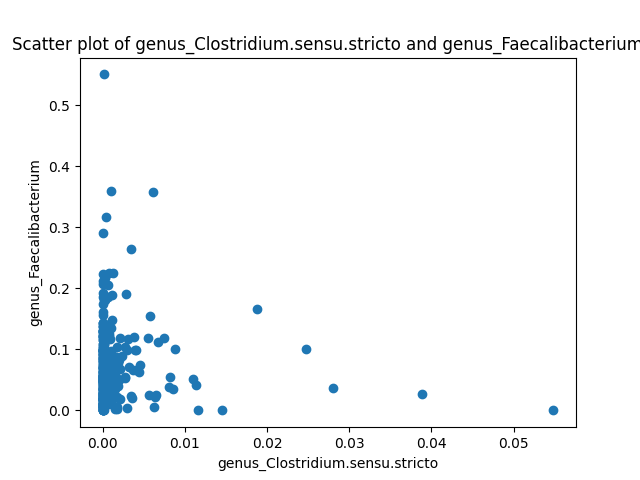 Scatter plot of genus_Clostridium.sensu.stricto and genus_Faecalibacterium
0.5
0.4
0.3
0.2
0.1
0.0
genus_Faecalibacterium
0.00 0.01 0.02 0.03 0.04 0.05
genus_Clostridium.sensu.stricto